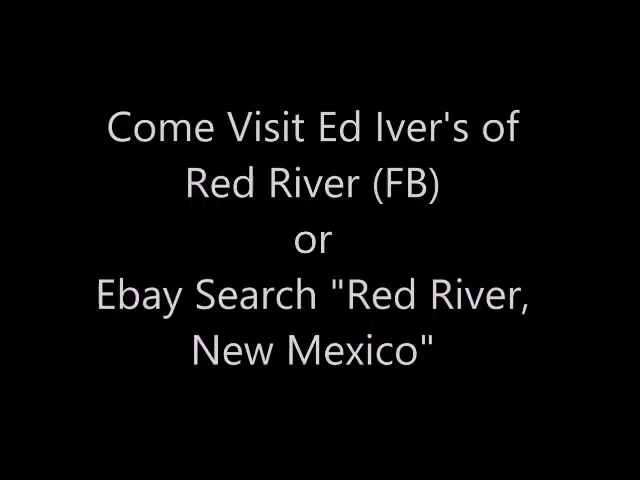 Come Visit Ed Iver's of
Red River (FB)
or
Ebay Search "Red River,
New Mexico"